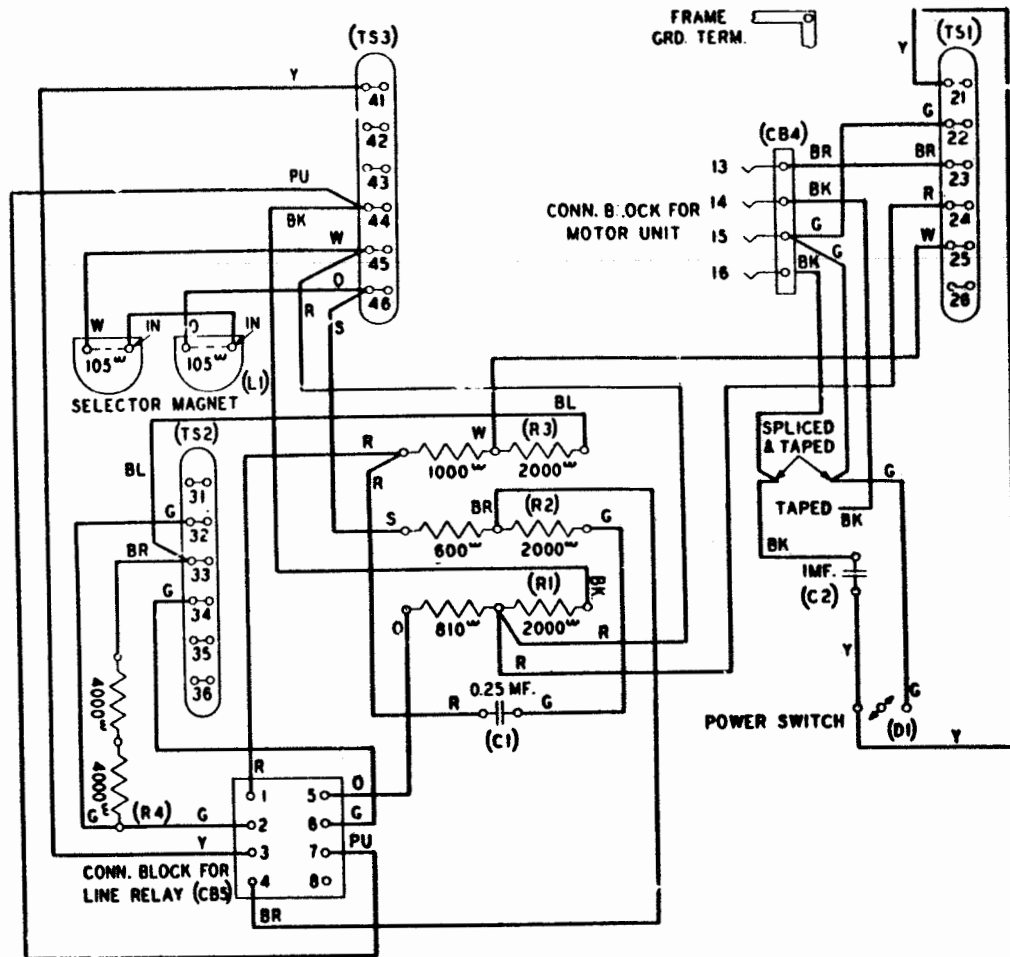 FRAME
GRD. TERM.
(TS3)
(TS1)
Y
41
42
43
44
45
46
PU
BK
W
O
R
S
Y
G
BR
R
W
21
22
23
24
25
26
(CB4)
13
14
15
16
BR
BK
G
G
BK
CONN. BLOCK FOR
MOTOR UNIT
W
IN
O
IN
105ω
105ω
(L1)
SELECTOR MAGNET
(TS2)
31
32
33
34
35
36
BL
G
BR
G
BL
R
W
(R3)
1000ω
2000ω
R
S
BR
(R2)
G
600ω
2000ω
O
(R1)
BK
810ω
2000ω
R
R
SPLICED
& TAPED
TAPED
G
BK
BK
1MF.
(C2)
Y
G
POWER SWITCH
(D1)
Y
R
0.25 MF.
G
(C1)
4000ω
4000ω
G
(R4)
G
Y
R
1
2
3
4
5
6
7
8
O
G
PU
BR
CONN. BLOCK FOR
LINE RELAY (CB5)